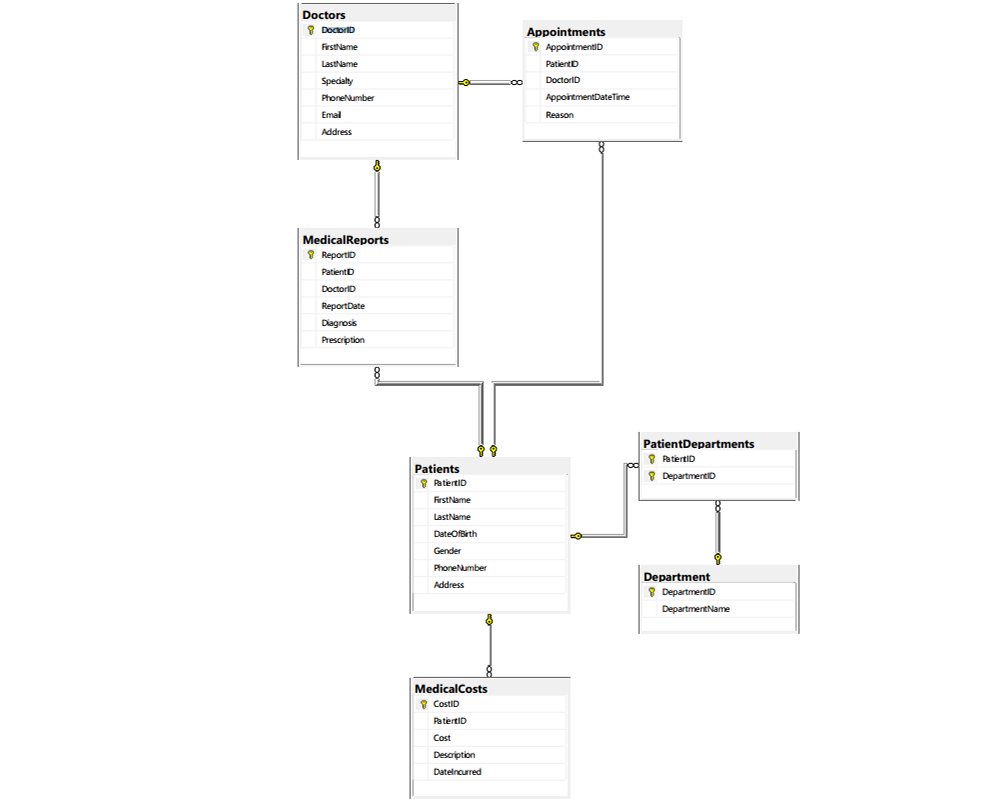 Doctors
DoctorID
FirstName
LastName
Specialty
PhoneNumber
Email
Address
Appointments
AppointmentID
PatientID
DoctorID
AppointmentDateTime
Reason
MedicalReports
ReportID
PatientID
DoctorID
ReportDate
Diagnosis
Prescription
Patients
PatientID
FirstName
LastName
DateOfBirth
Gender
PhoneNumber
Address
PatientDepartments
PatientID
DepartmentID
Department
DepartmentID
DepartmentName
MedicalCosts
CostID
PatientID
Cost
Description
DateIncurred